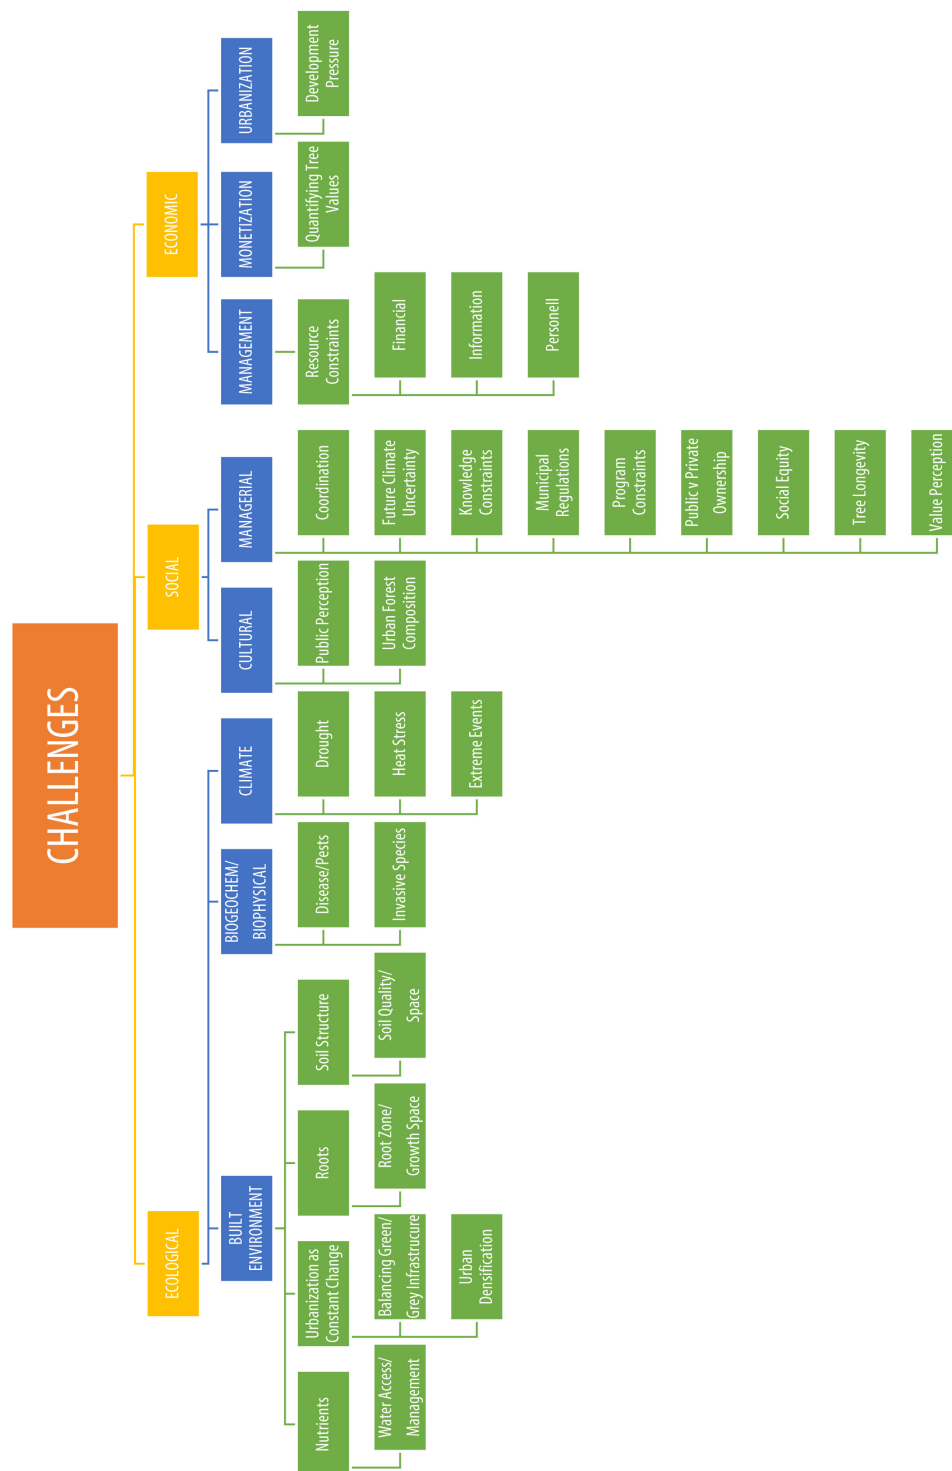 CHALLENGES
ECOLOGICAL
SOCIAL
ECONOMIC
BUILT
ENVIRONMENT
BIOGEOCHEM/
BIOPHYSICAL
CLIMATE
CULTURAL
MANAGERIAL
MANAGEMENT
MONETIZATION
URBANIZATION
Nutrients
Urbanization as
Constant Change
Roots
Soil Structure
Disease/Pests
Drought
Public Perception
Coordination
Resource
Constraints
Quantifying Tree
Values
Development
Pressure
Water Access/
Management
Balancing Green/
Grey Infrastrucure
Root Zone/
Growth Space
Soil Quality/
Space
Invasive Species
Heat Stress
Urban Forest
Composition
Future Climate
Uncertainty
Financial
Urban
Densification
Extreme Events
Knowledge
Constraints
Information
Municipal
Regulations
Personell
Program
Constraints
Public v Private
Ownership
Social Equity
Tree Longevity
Value Perception